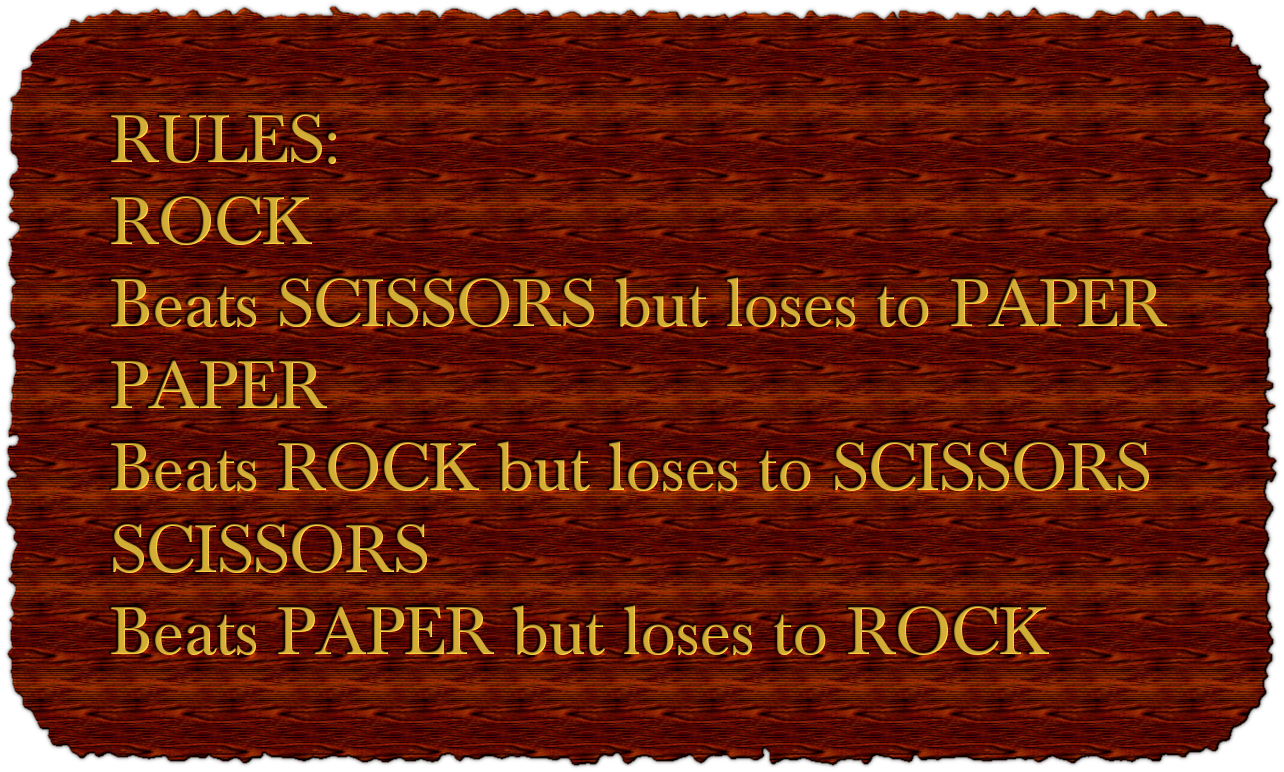 RULES:
ROCK
Beats SCISSORS but loses to PAPER
PAPER
Beats ROCK but loses to SCISSORS
SCISSORS
Beats PAPER but loses to ROCK